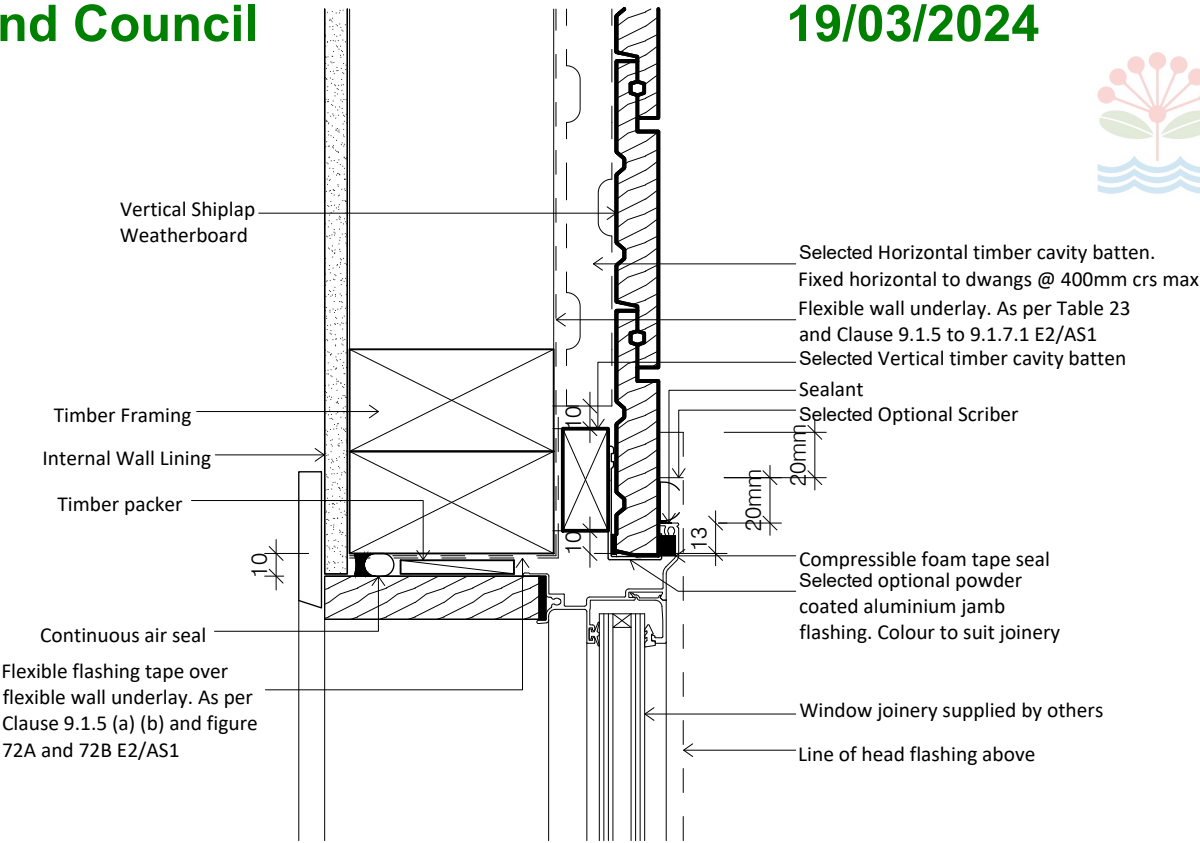 nd Council
19/03/2024
Vertical Shiplap
Weatherboard
Selected Horizontal timber cavity batten.
Fixed horizontal to dwangs @ 400mm crs max
Flexible wall underlay. As per Table 23
and Clause 9.1.5 to 9.1.7.1 E2/AS1
Selected Vertical timber cavity batten
Sealant
Selected Optional Scriber
Timber Framing
Internal Wall Lining
Timber packer
10
20mm
20mm
13
10
10
Compressible foam tape seal
Selected optional powder
coated aluminium jamb
flashing. Colour to suit joinery
Continuous air seal
Flexible flashing tape over
flexible wall underlay. As per
Clause 9.1.5 (a) (b) and figure
72A and 72B E2/AS1
Window joinery supplied by others
Line of head flashing above